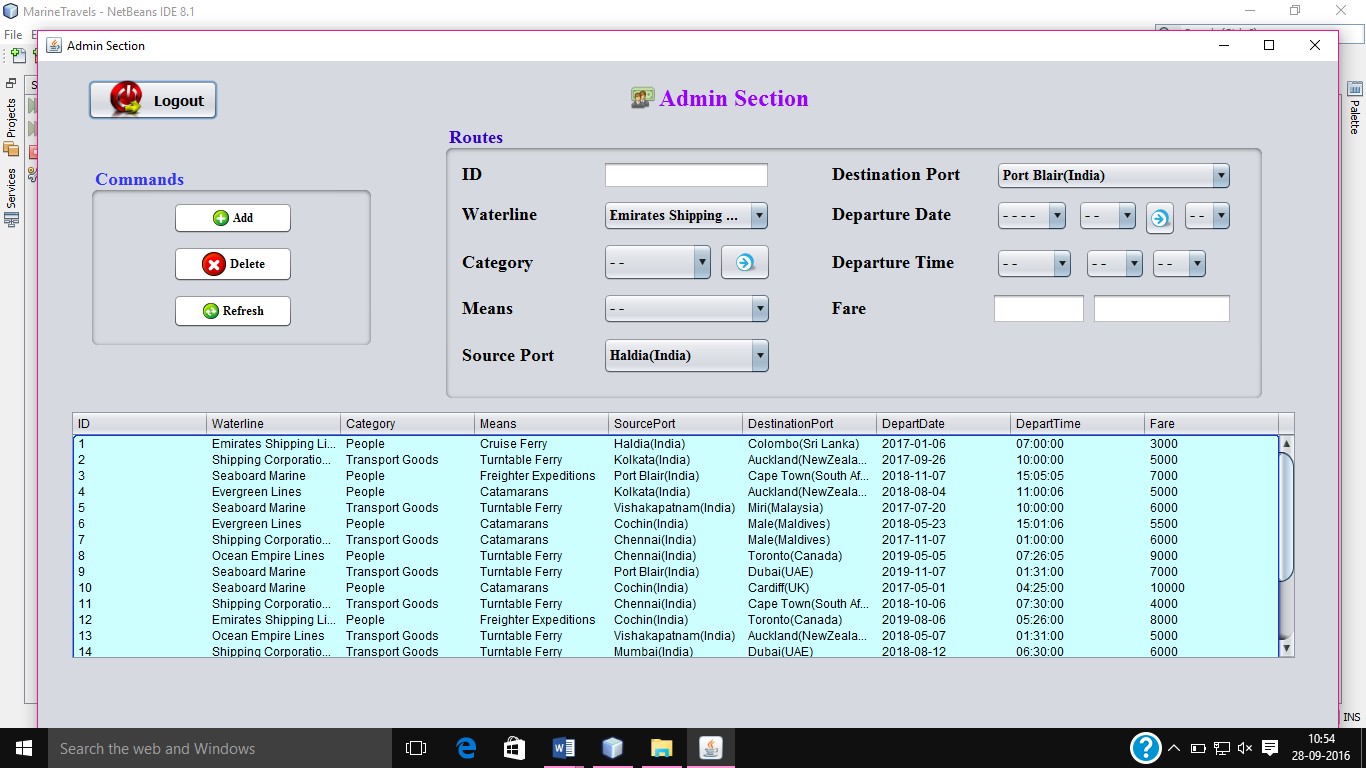 MarineTravels - NetBeans IDE 8.1
File
Admin Section
Projects
Services
Palette
Logout
Admin Section
Commands
Add
Delete
Refresh
Routes
ID
Waterline Emirates Shipping ...
Category - -
Means - -
Source Port Haldia(India)
Destination Port Port Blair(India)
Departure Date - - - - - - - -
Departure Time - - - - - -
Fare
ID Waterline Category Means SourcePort DestinationPort DepartDate DepartTime Fare
1 Emirates Shipping Li... People Cruise Ferry Haldia(India) Colombo(Sri Lanka) 2017-01-06 07:00:00 3000
2 Shipping Corporatio... Transport Goods Turntable Ferry Kolkata(India) Auckland(NewZeala... 2017-09-26 10:00:00 5000
3 Seaboard Marine People Freighter Expeditions Port Blair(India) Cape Town(South Af... 2018-11-07 15:05:05 7000
4 Evergreen Lines People Catamarans Kolkata(India) Auckland(NewZeala... 2018-08-04 11:00:06 5000
5 Seaboard Marine Transport Goods Turntable Ferry Vishakapatnam(India) Miri(Malaysia) 2017-07-20 10:00:00 6000
6 Evergreen Lines People Catamarans Cochin(India) Male(Maldives) 2018-05-23 15:01:06 5500
7 Shipping Corporatio... Transport Goods Catamarans Chennai(India) Male(Maldives) 2017-11-07 01:00:00 6000
8 Ocean Empire Lines People Turntable Ferry Chennai(India) Toronto(Canada) 2019-05-05 07:26:05 9000
9 Seaboard Marine Transport Goods Turntable Ferry Port Blair(India) Dubai(UAE) 2019-11-07 01:31:00 7000
10 Seaboard Marine People Catamarans Cochin(India) Cardiff(UK) 2017-05-01 04:25:00 10000
11 Shipping Corporatio... Transport Goods Turntable Ferry Chennai(India) Cape Town(South Af... 2018-10-06 07:30:00 4000
12 Emirates Shipping Li... People Freighter Expeditions Cochin(India) Toronto(Canada) 2019-08-06 05:26:00 8000
13 Ocean Empire Lines Transport Goods Turntable Ferry Vishakapatnam(India) Auckland(NewZeala... 2018-05-07 01:31:00 5000
14 Shipping Corporatio... Transport Goods Turntable Ferry Mumbai(India) Dubai(UAE) 2018-08-12 06:30:00 6000
INS
Search the web and Windows
10:54
28-09-2016